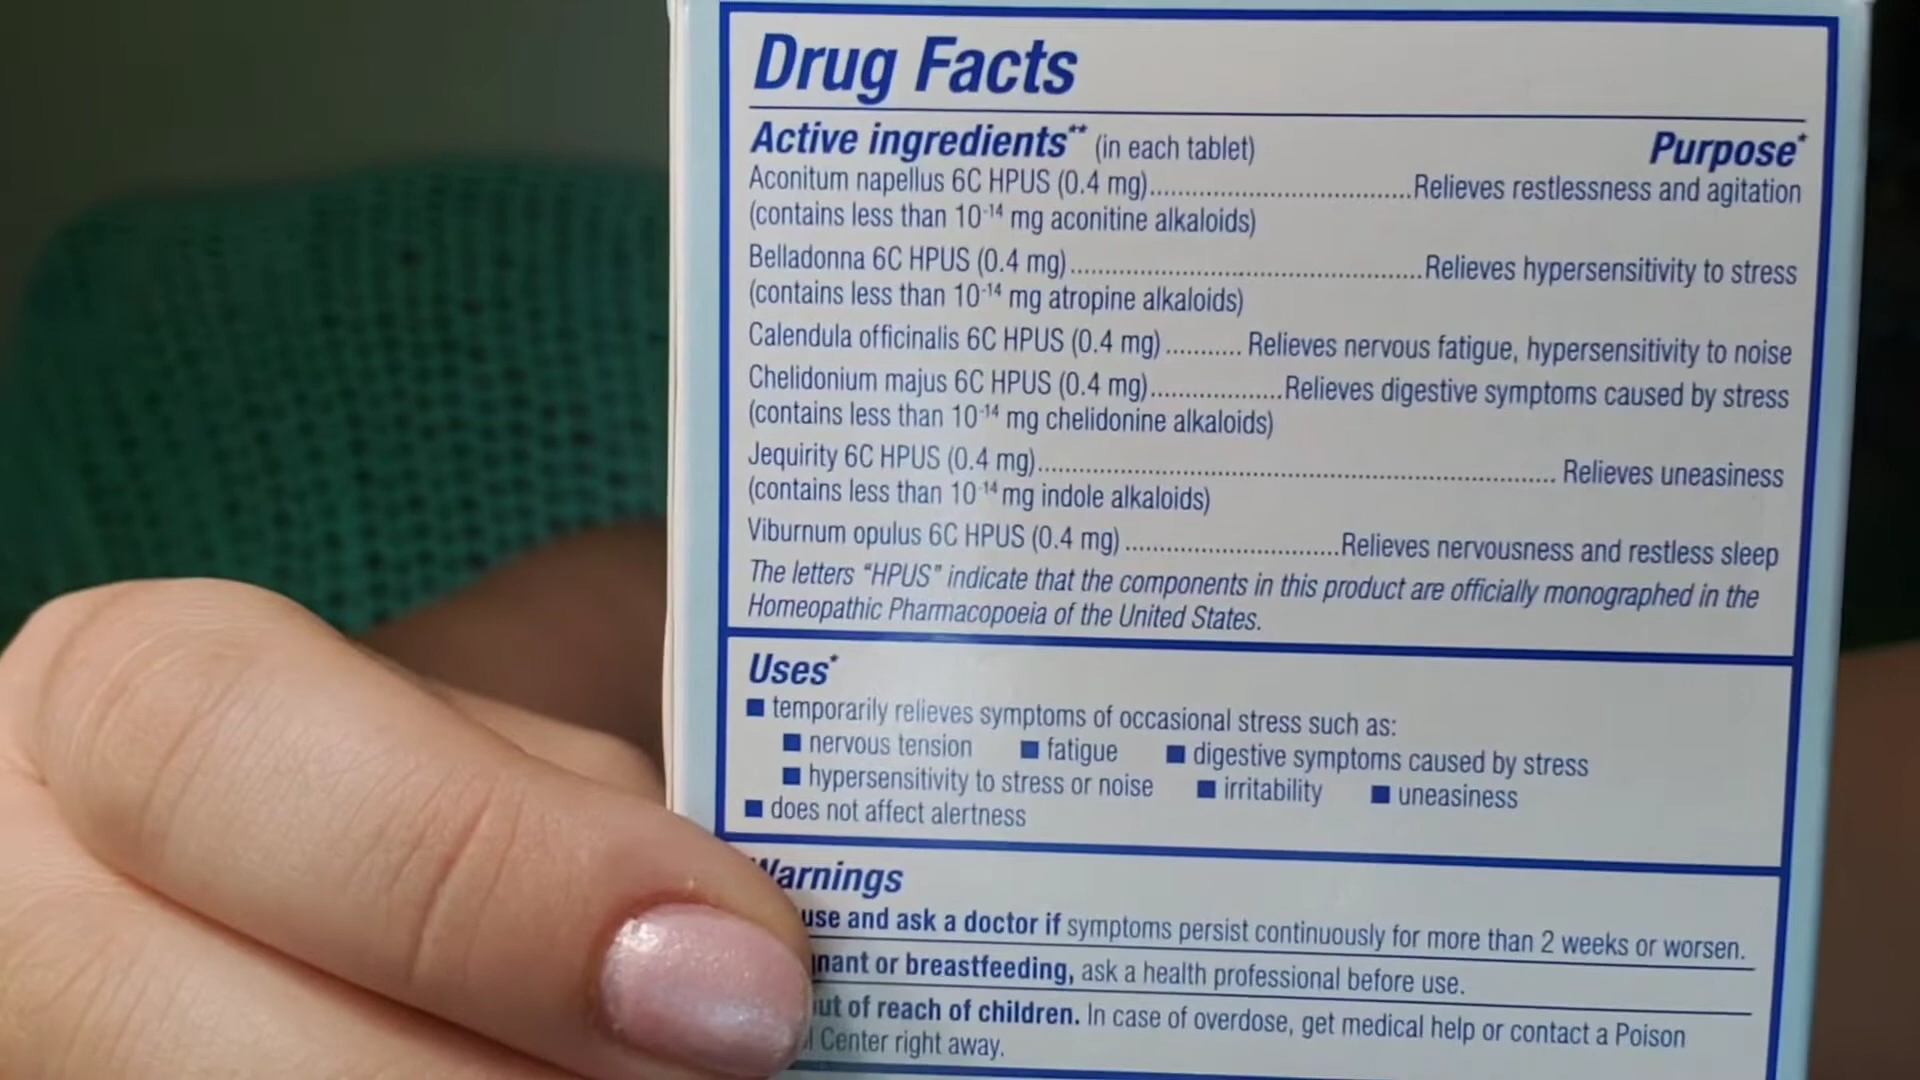 Drug Facts
Active ingredients** (in each tablet) Purpose*
Aconitum napellus 6C HPUS (0.4 mg)..................................Relieves restlessness and agitation
(contains less than 10-14 mg aconitine alkaloids)
Belladonna 6C HPUS (0.4 mg)..............................................Relieves hypersensitivity to stress
(contains less than 10-14 mg atropine alkaloids)
Calendula officinalis 6C HPUS (0.4 mg)........... Relieves nervous fatigue, hypersensitivity to noise
Chelidonium majus 6C HPUS (0.4 mg)...................Relieves digestive symptoms caused by stress
(contains less than 10-14 mg chelidonine alkaloids)
Jequirity 6C HPUS (0.4 mg)..................................................................... Relieves uneasiness
(contains less than 10-14 mg indole alkaloids)
Viburnum opulus 6C HPUS (0.4 mg)..............................Relieves nervousness and restless sleep
The letters “HPUS” indicate that the components in this product are officially monographed in the
Homeopathic Pharmacopoeia of the United States.
Uses*
■ temporarily relieves symptoms of occasional stress such as:
■ nervous tension ■ fatigue ■ digestive symptoms caused by stress
■ hypersensitivity to stress or noise ■ irritability ■ uneasiness
■ does not affect alertness
Warnings
use and ask a doctor if symptoms persist continuously for more than 2 weeks or worsen.
nant or breastfeeding, ask a health professional before use.
out of reach of children. In case of overdose, get medical help or contact a Poison
Center right away.